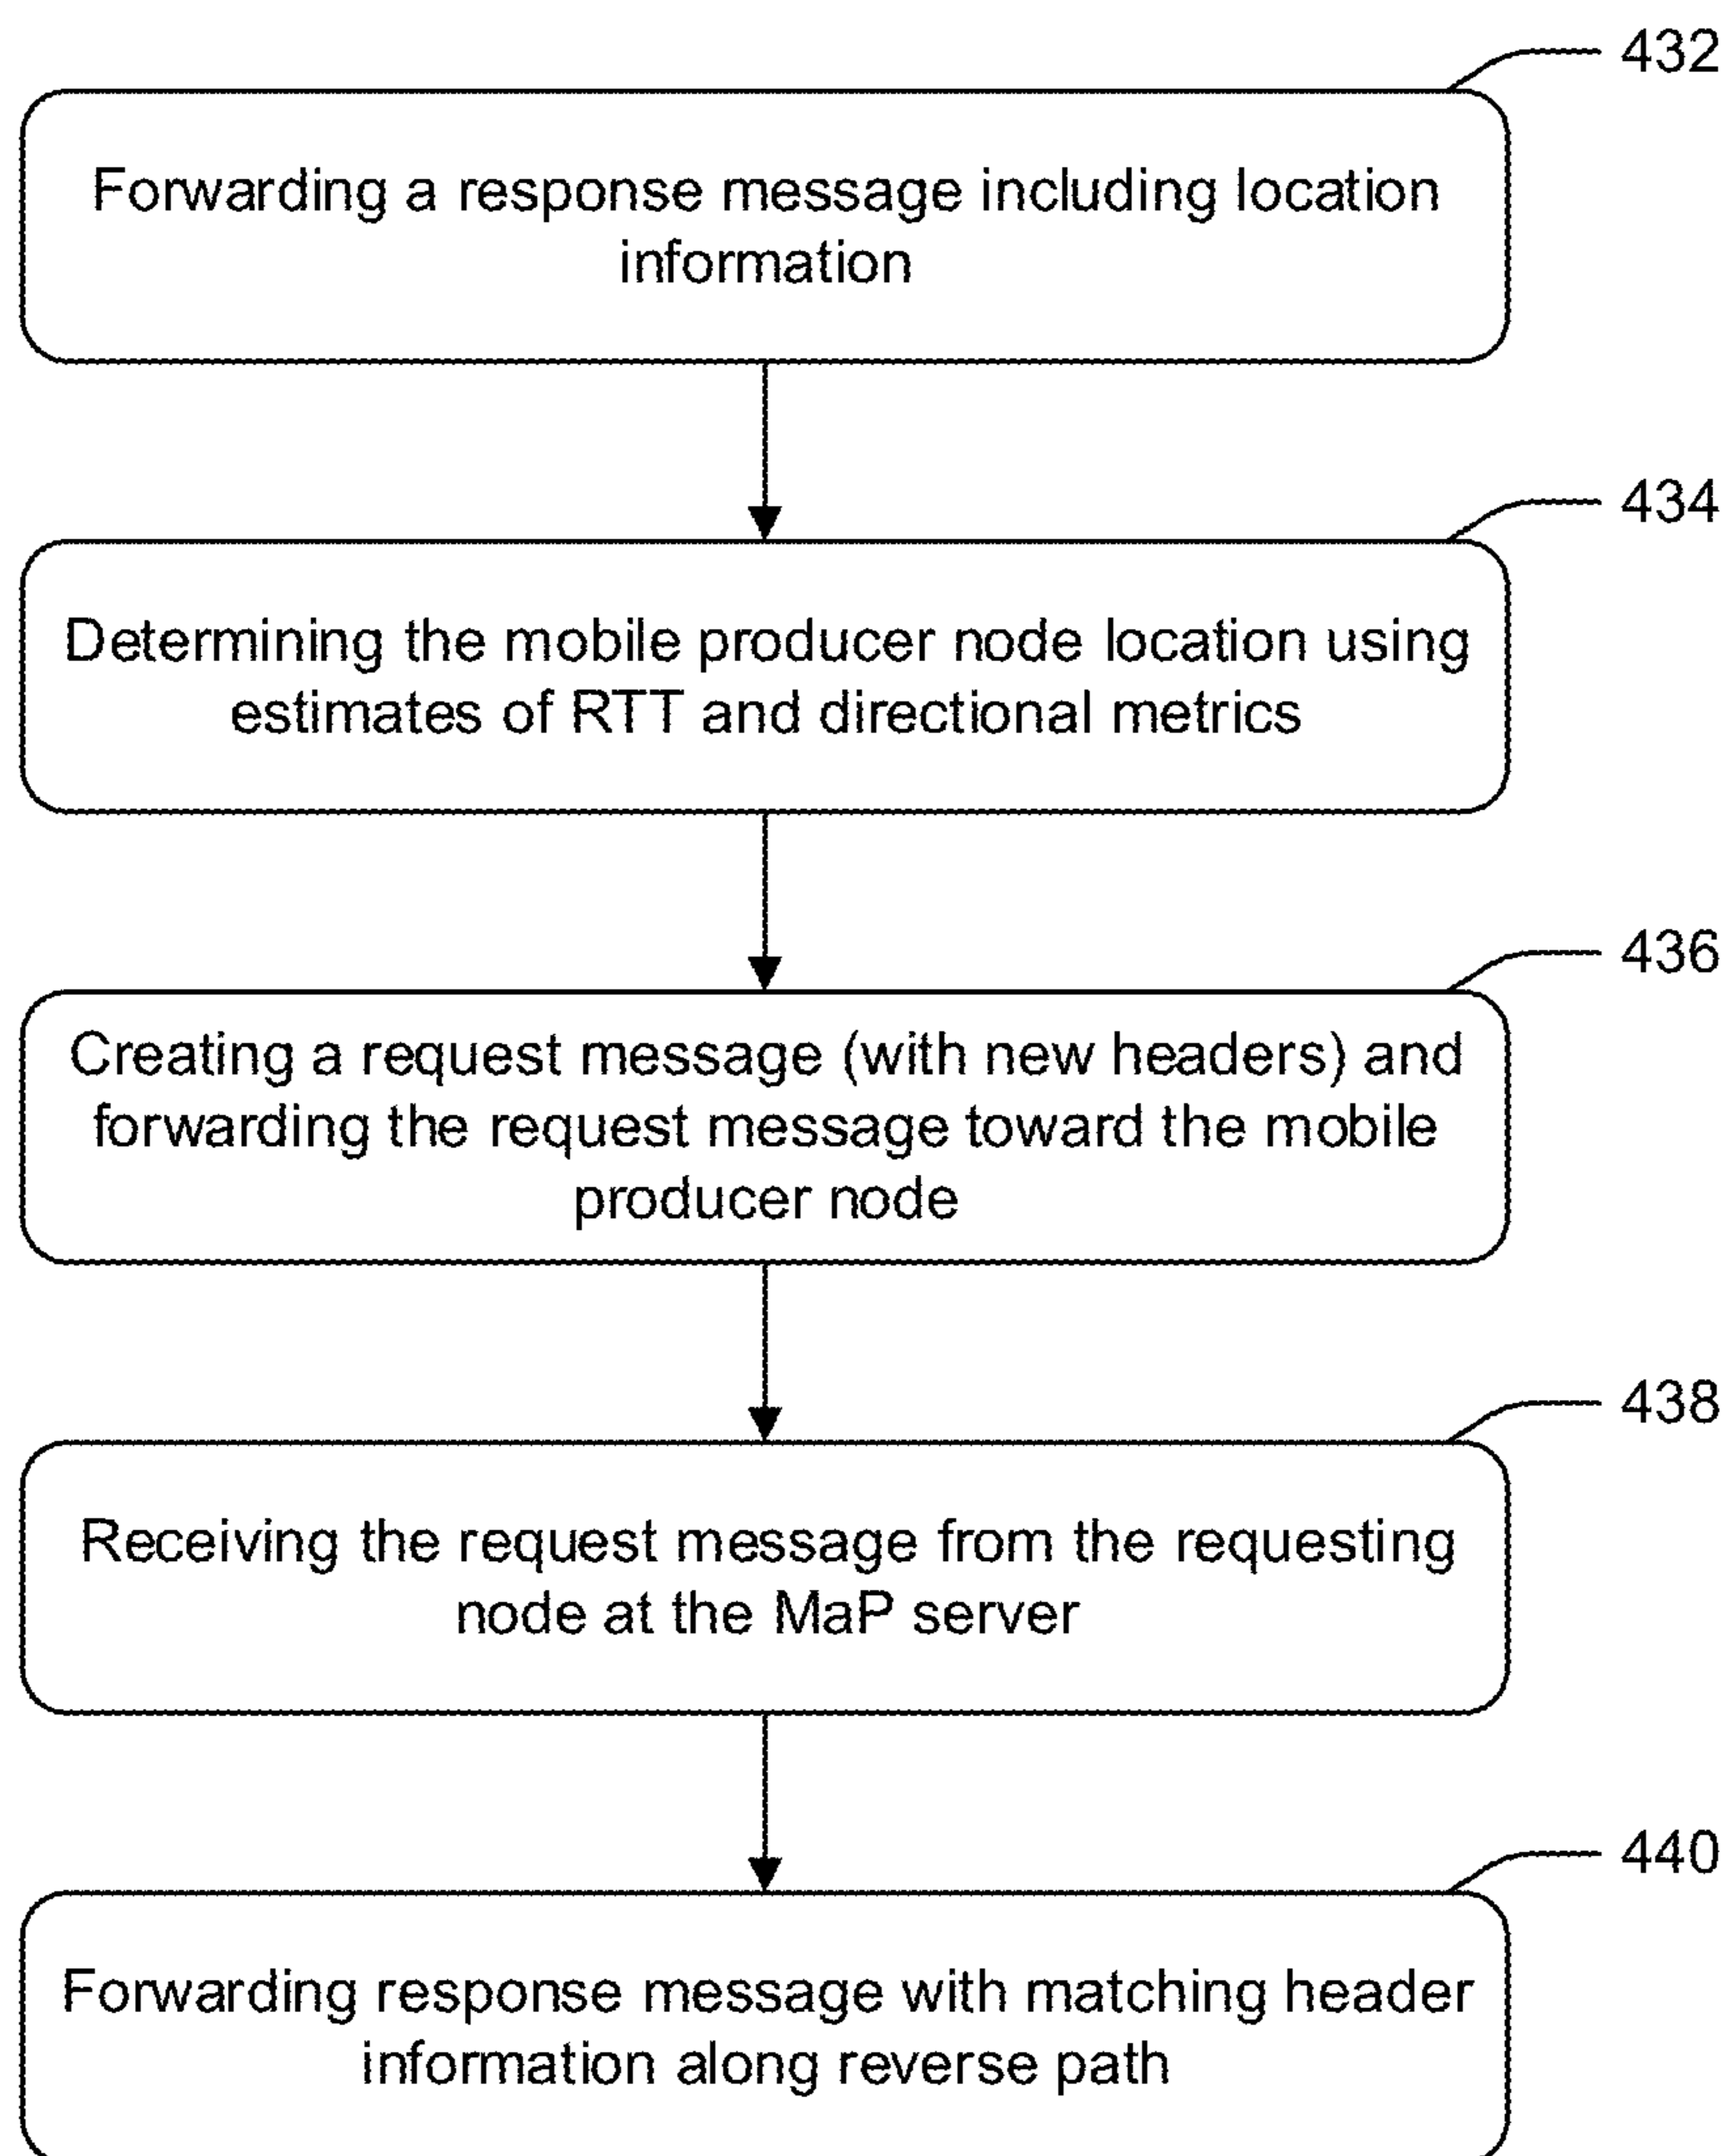 432
Forwarding a response message including location
information
434
Determining the mobile producer node location using
estimates of RTT and directional metrics
436
Creating a request message (with new headers) and
forwarding the request message toward the mobile
producer node
438
Receiving the request message from the requesting
node at the MaP server
440
Forwarding response message with matching header
information along reverse path